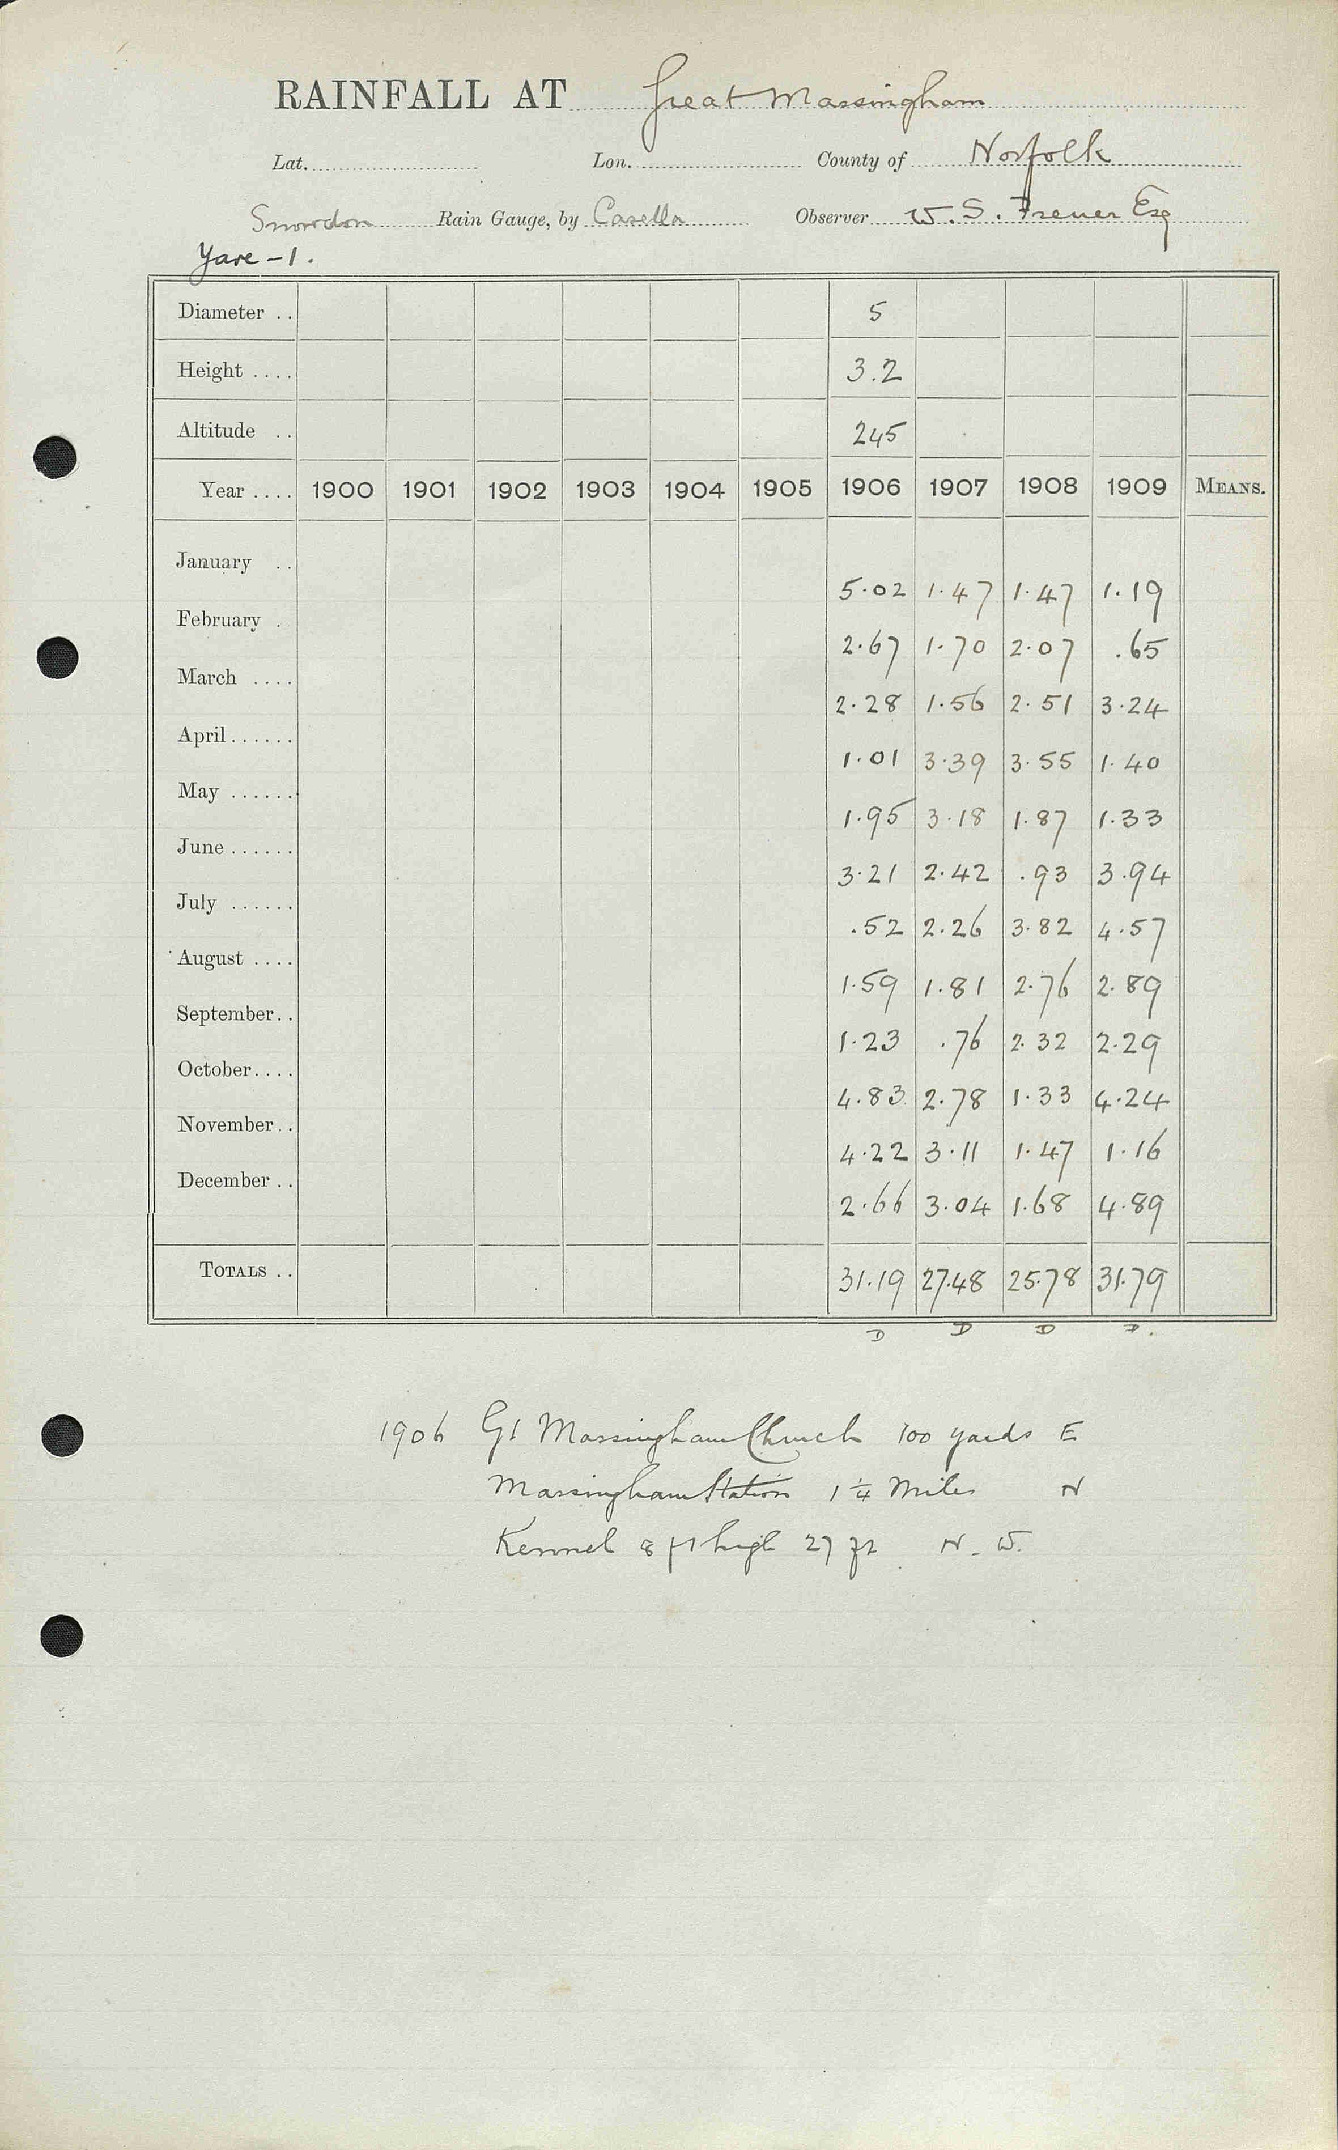 RAINFALL AT Great Massingham
Lat. Lon. County of Norfolk
Snowdon Rain Gauge, by Casella Observer W. S. Esq
Yare - 1.
Diameter .. 5
Height .... 3.2
Altitude .. 245
Year .... 1900 1901 1902 1903 1904 1905 1906 1907 1908 1909 MEANS.
January .. 5.02 1.47 1.47 1.19
February . 2.67 1.70 2.07 .65
March .... 2.28 1.56 2.51 3.24
April ...... 1.01 3.39 3.55 1.40
May ...... 1.95 3.18 1.87 1.33
June ...... 3.21 2.42 .93 3.94
July ...... .52 2.26 3.82 4.57
August .... 1.59 1.81 2.76 2.89
September.. 1.23 .76 2.32 2.29
October.... 4.83 2.78 1.33 4.24
November.. 4.22 3.11 1.47 1.16
December .. 2.66 3.04 1.68 4.89
TOTALS .. 31.19 27.48 25.78 31.79
D D D D.
1906 Gt Massingham Church 100 yards E
Massingham Station 1 1/4 Miles N
Kennel 8 ft high 27 ft N. W.